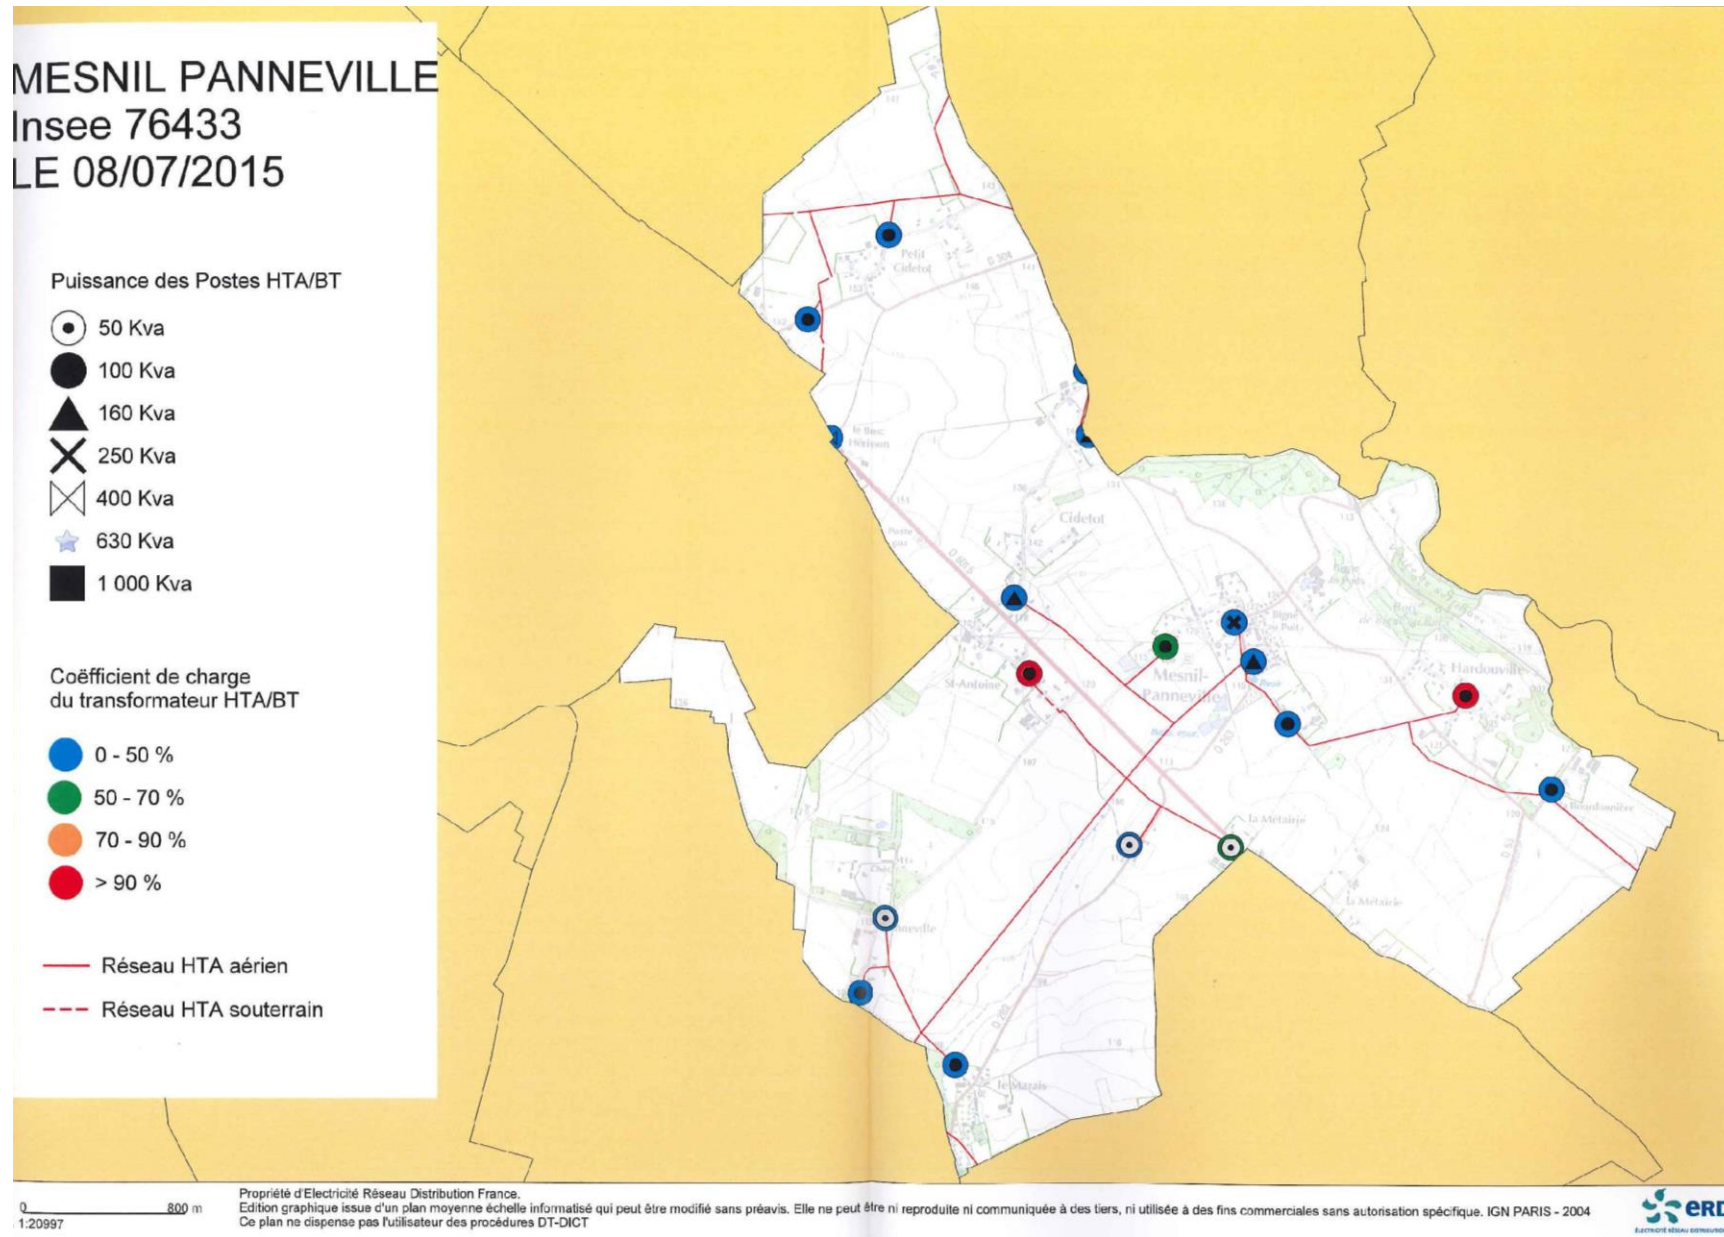 MESNIL PANNEVILLE
Insee 76433
LE 08/07/2015
Puissance des Postes HTA/BT
50 Kva
100 Kva
160 Kva
250 Kva
400 Kva
630 Kva
1 000 Kva
Coëfficient de charge
du transformateur HTA/BT
0 - 50 %
50 - 70 %
70 - 90 %
> 90 %
Réseau HTA aérien
Réseau HTA souterrain
Petit
Cidetot
D 304
Cidetot
St-Antoine
Mesnil-
Panneville
Hardouville
D 263
la Métairie
la Métairie
D 263
le Marais
0 800 m
1:20997
Propriété d'Electricité Réseau Distribution France.
Edition graphique issue d'un plan moyenne échelle informatisé qui peut être modifié sans préavis. Elle ne peut être ni reproduite ni communiquée à des tiers, ni utilisée à des fins commerciales sans autorisation spécifique. IGN PARIS - 2004
Ce plan ne dispense pas l'utilisateur des procédures DT-DICT